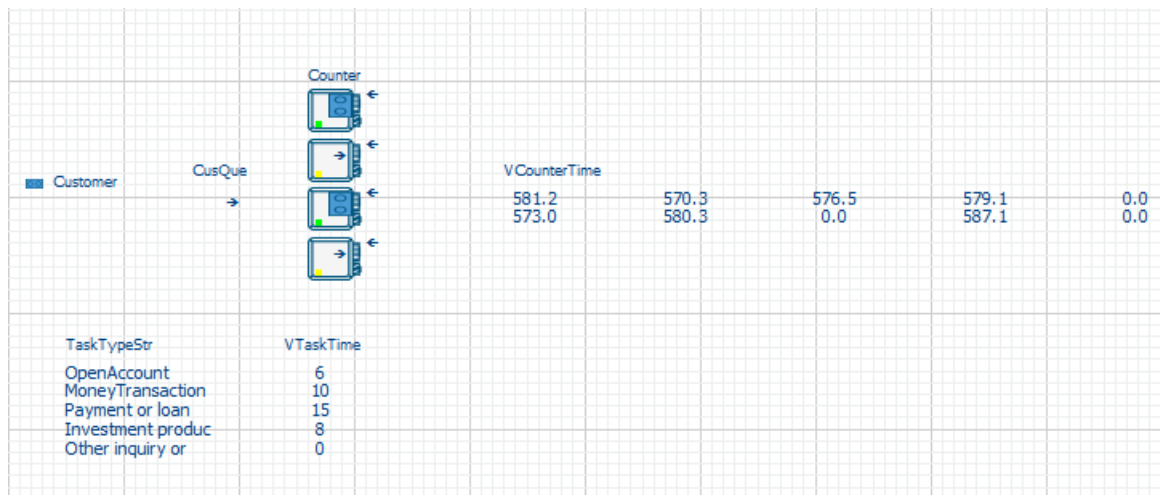 Counter
CusQue
VCounterTime
Customer
581.2 570.3 576.5 579.1 0.0
573.0 580.3 0.0 587.1 0.0
TaskTypeStr VTaskTime
OpenAccount 6
MoneyTransaction 10
Payment or loan 15
Investment produc 8
Other inquiry or 0